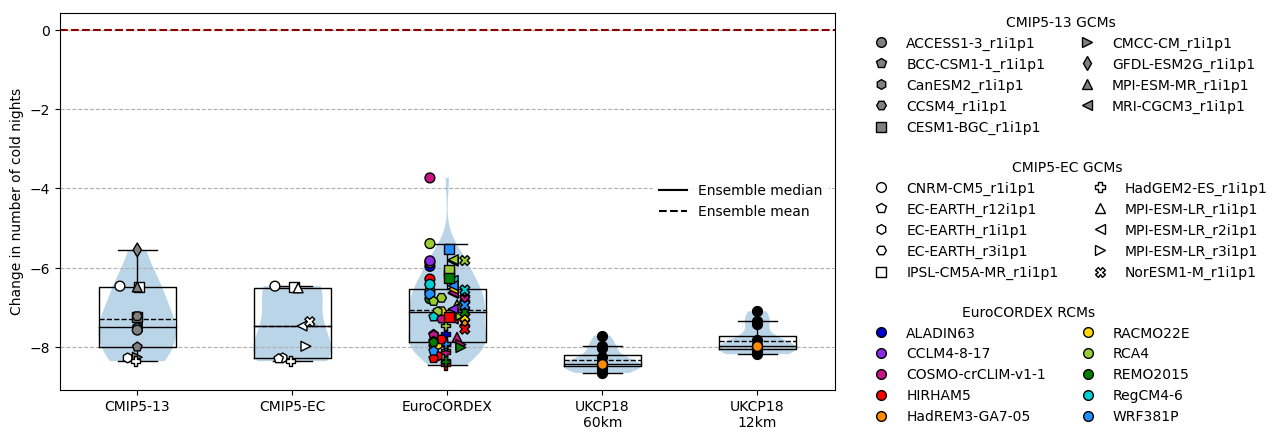 Change in number of cold nights
0
−2
−4
−6
−8
Ensemble median
Ensemble mean
CMIP5-13
CMIP5-EC
EuroCORDEX
UKCP18
60km
UKCP18
12km
CMIP5-13 GCMs
ACCESS1-3_r1i1p1
BCC-CSM1-1_r1i1p1
CanESM2_r1i1p1
CCSM4_r1i1p1
CESM1-BGC_r1i1p1
CMCC-CM_r1i1p1
GFDL-ESM2G_r1i1p1
MPI-ESM-MR_r1i1p1
MRI-CGCM3_r1i1p1
CMIP5-EC GCMs
CNRM-CM5_r1i1p1
EC-EARTH_r12i1p1
EC-EARTH_r1i1p1
EC-EARTH_r3i1p1
IPSL-CM5A-MR_r1i1p1
HadGEM2-ES_r1i1p1
MPI-ESM-LR_r1i1p1
MPI-ESM-LR_r2i1p1
MPI-ESM-LR_r3i1p1
NorESM1-M_r1i1p1
EuroCORDEX RCMs
ALADIN63
CCLM4-8-17
COSMO-crCLIM-v1-1
HIRHAM5
HadREM3-GA7-05
RACMO22E
RCA4
REMO2015
RegCM4-6
WRF381P